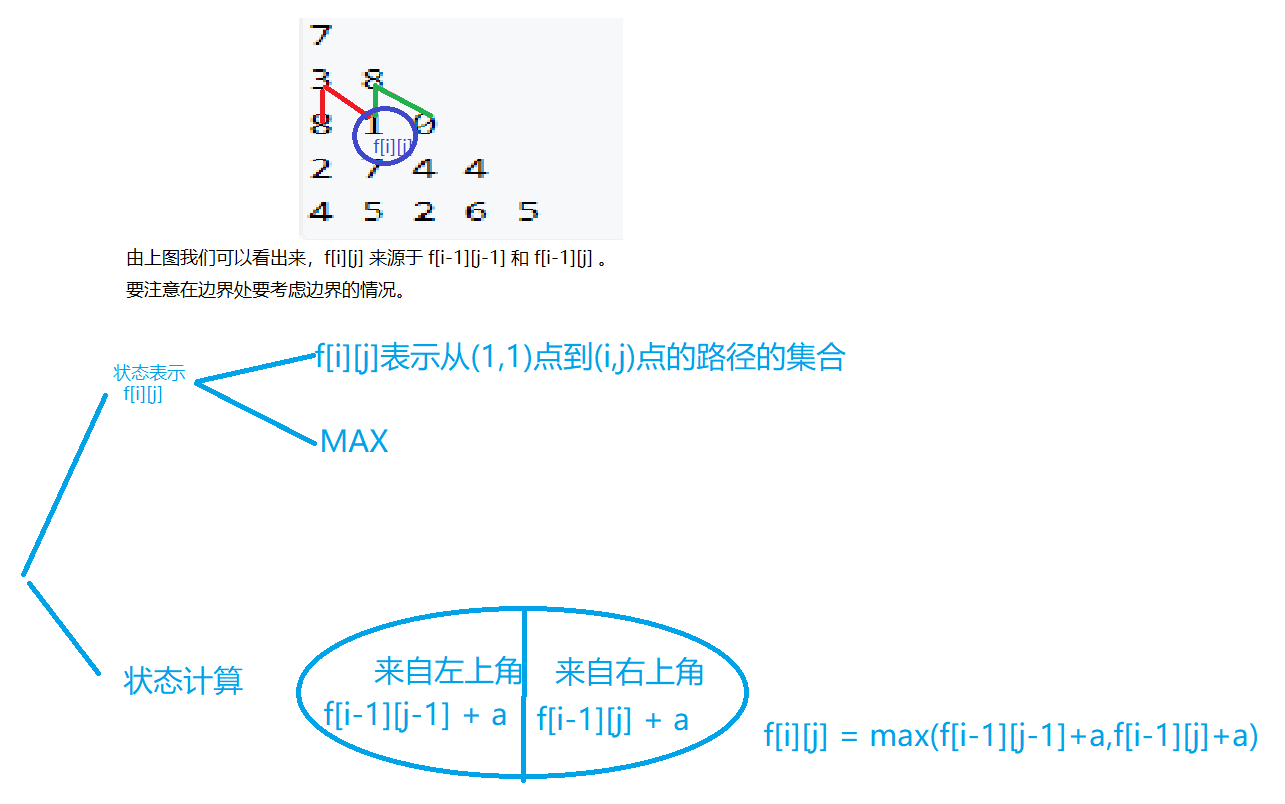 7
3 8
8 1 0
f[i][j]
2 7 4 4
4 5 2 6 5
由上图我们可以看出来，f[i][j] 来源于 f[i-1][j-1] 和 f[i-1][j] 。
要注意在边界处要考虑边界的情况。
状态表示
f[i][j]
f[i][j]表示从(1,1)点到(i,j)点的路径的集合
MAX
状态计算
来自左上角
f[i-1][j-1] + a
来自右上角
f[i-1][j] + a
f[i][j] = max(f[i-1][j-1]+a,f[i-1][j]+a)